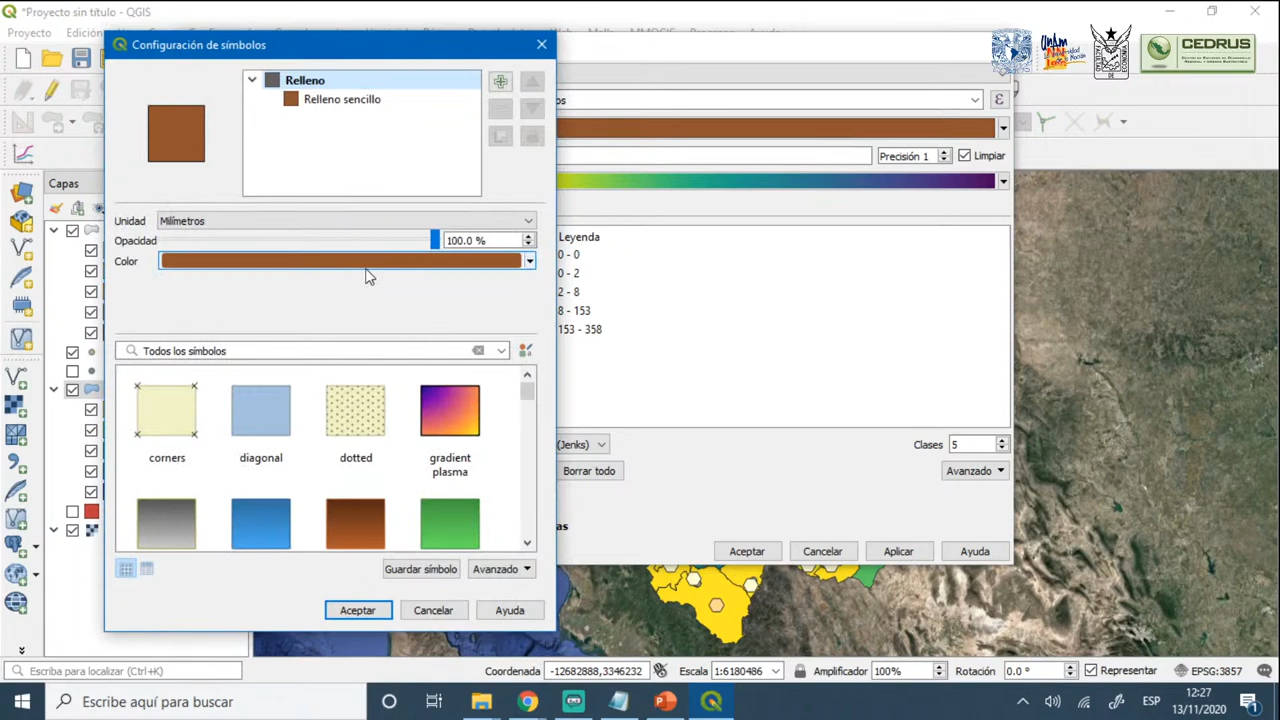 *Proyecto sin título - QGIS
Proyecto
Edición
Configuración de símbolos
UNAM
CEDRUS
Relleno
Relleno sencillo
Precisión 1
Limpiar
Capas
Unidad
Milímetros
Opacidad
100.0 %
Color
Leyenda
0 - 0
0 - 2
2 - 8
8 - 153
153 - 358
Todos los símbolos
corners
diagonal
dotted
gradient
plasma
(Jenks)
Clases
5
Borrar todo
Avanzado
Aceptar
Cancelar
Aplicar
Ayuda
Guardar símbolo
Avanzado
Aceptar
Cancelar
Ayuda
Escriba para localizar (Ctrl+K)
Coordenada
-12682888,3346232
Escala
1:6180486
Amplificador
100%
Rotación
0.0 °
Representar
EPSG:3857
Escribe aquí para buscar
ESP
12:27
13/11/2020
1